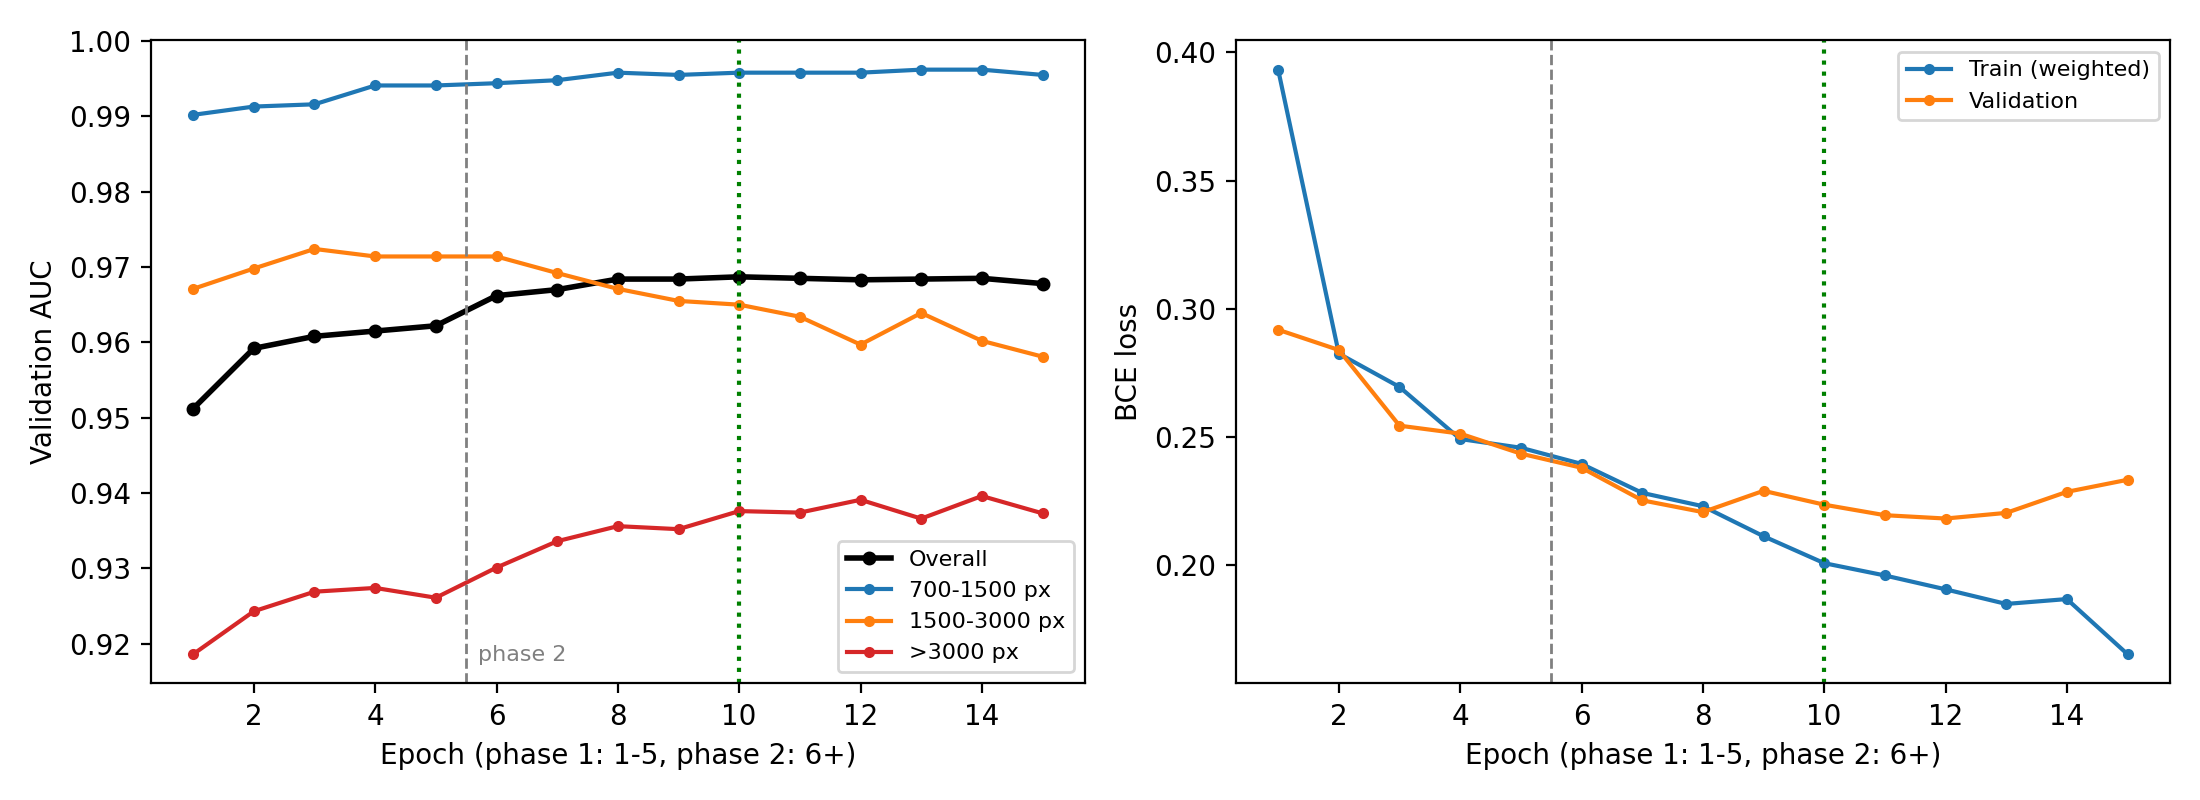 1.00
0.99
0.98
0.97
0.96
0.95
0.94
0.93
0.92
Validation AUC
phase 2
Overall
700-1500 px
1500-3000 px
>3000 px
2 4 6 8 10 12 14
Epoch (phase 1: 1-5, phase 2: 6+)
0.40
0.35
0.30
0.25
0.20
BCE loss
Train (weighted)
Validation
2 4 6 8 10 12 14
Epoch (phase 1: 1-5, phase 2: 6+)